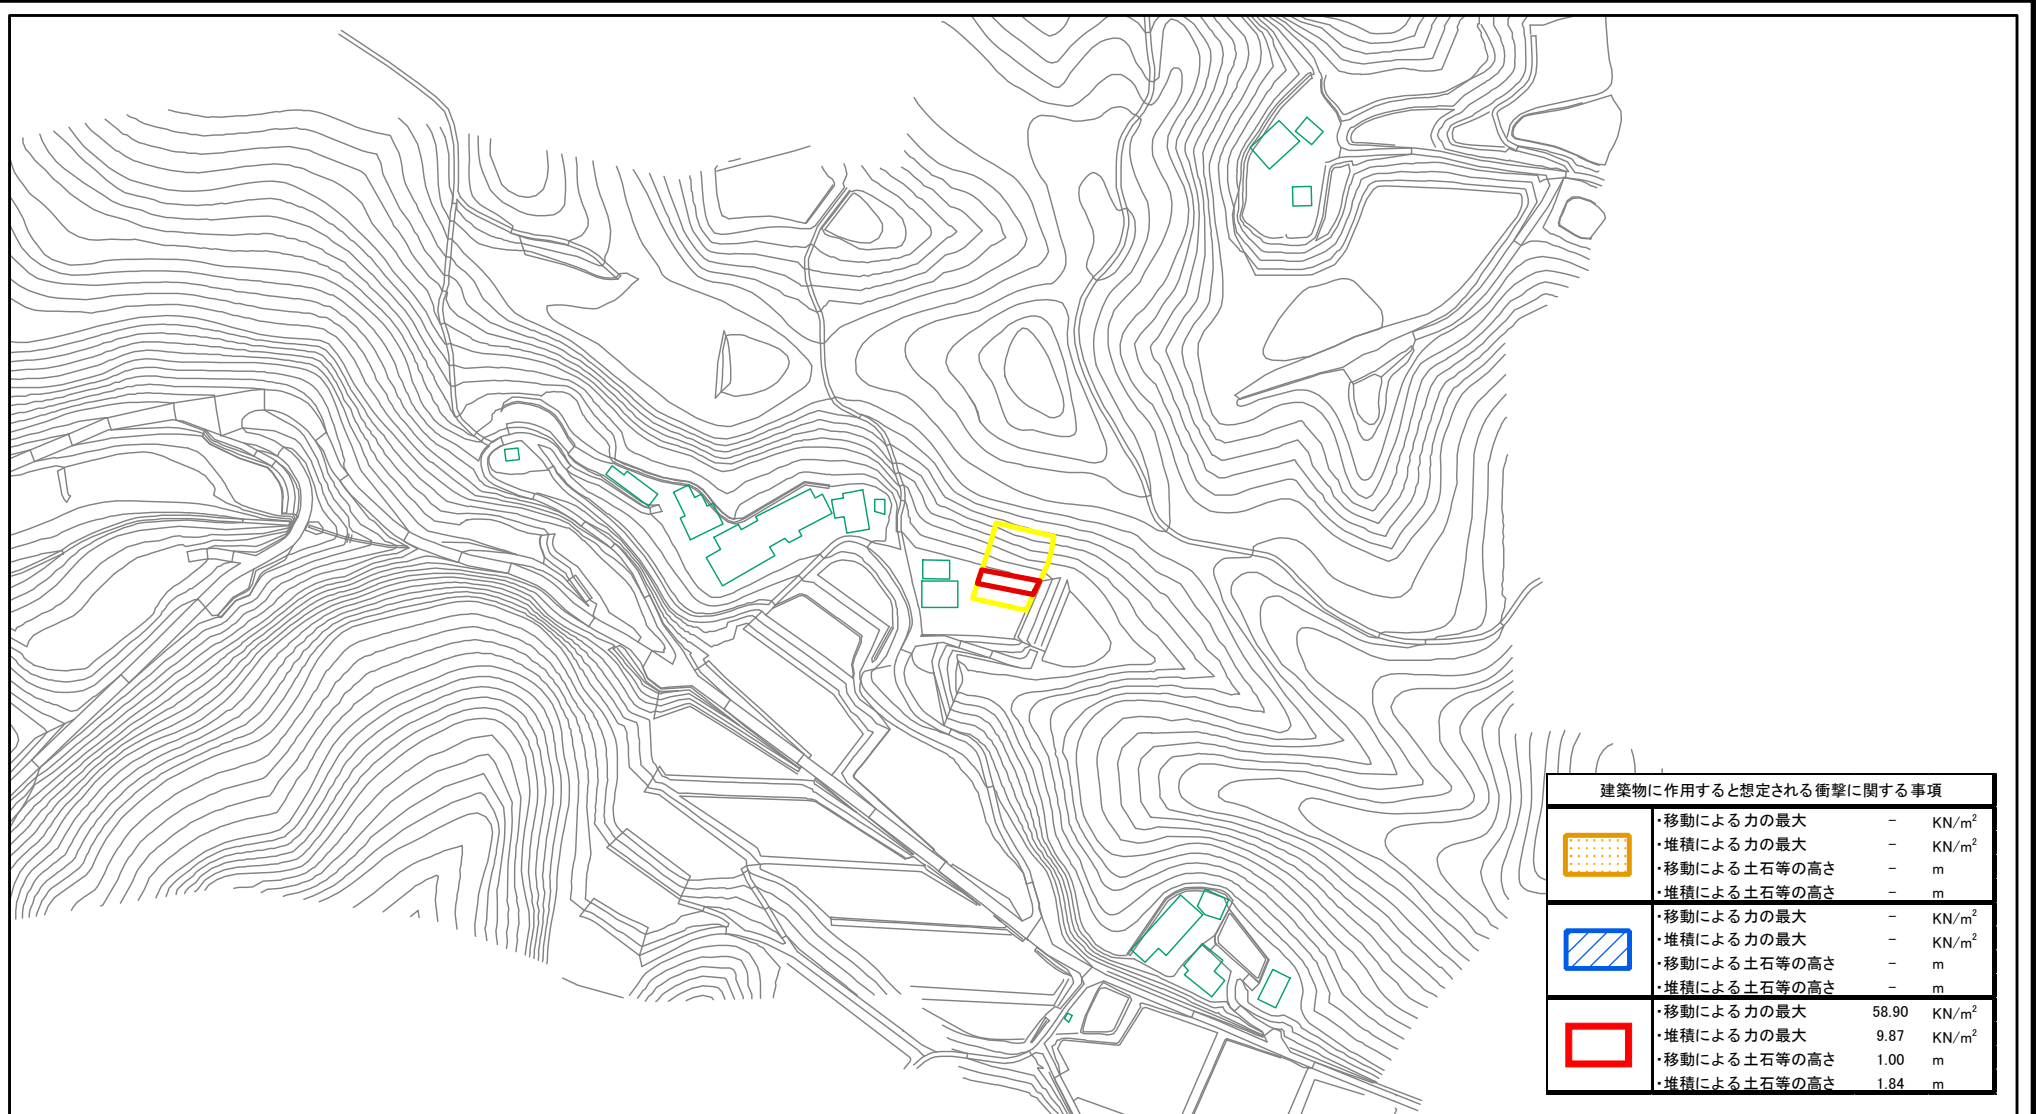 建築物に作用すると想定される衝撃に関する事項
・移動による力の最大 － KN/m²
・堆積による力の最大 － KN/m²
・移動による土石等の高さ － m
・堆積による土石等の高さ － m
・移動による力の最大 － KN/m²
・堆積による力の最大 － KN/m²
・移動による土石等の高さ － m
・堆積による土石等の高さ － m
・移動による力の最大 58.90 KN/m²
・堆積による力の最大 9.87 KN/m²
・移動による土石等の高さ 1.00 m
・堆積による土石等の高さ 1.84 m